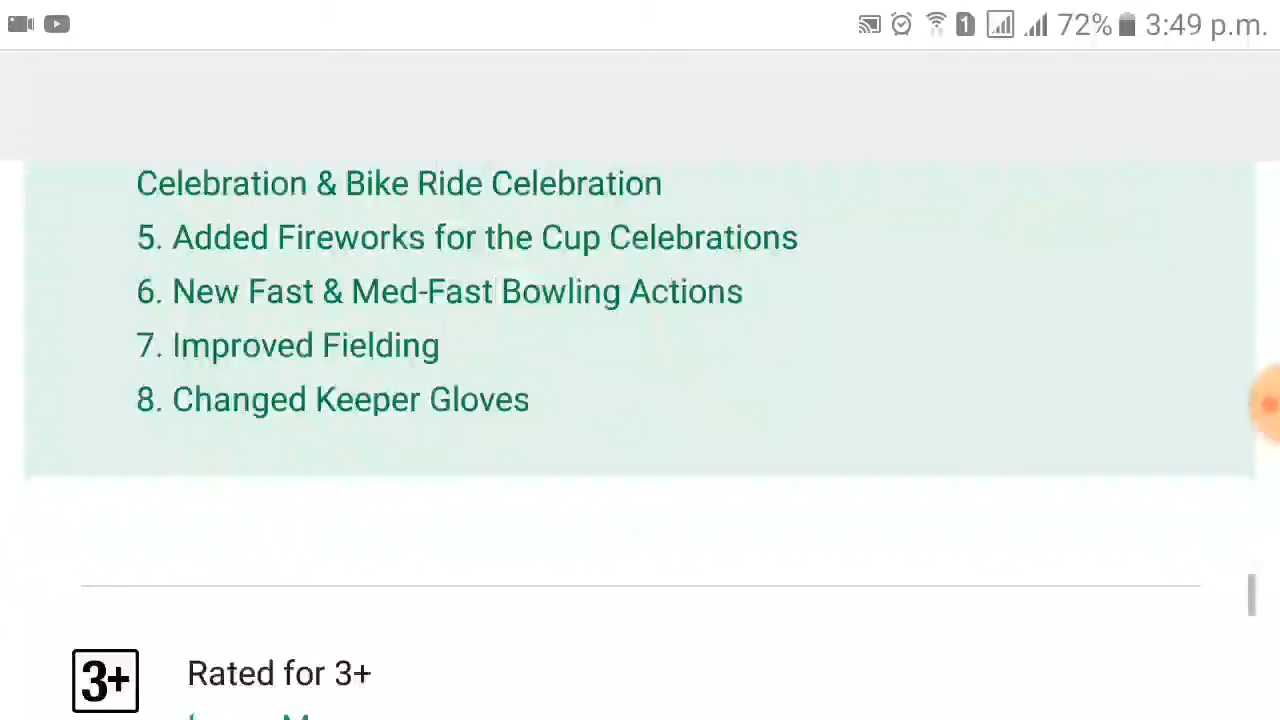 1 72% 3:49 p.m.
Celebration & Bike Ride Celebration
5. Added Fireworks for the Cup Celebrations
6. New Fast & Med-Fast Bowling Actions
7. Improved Fielding
8. Changed Keeper Gloves
3+ Rated for 3+